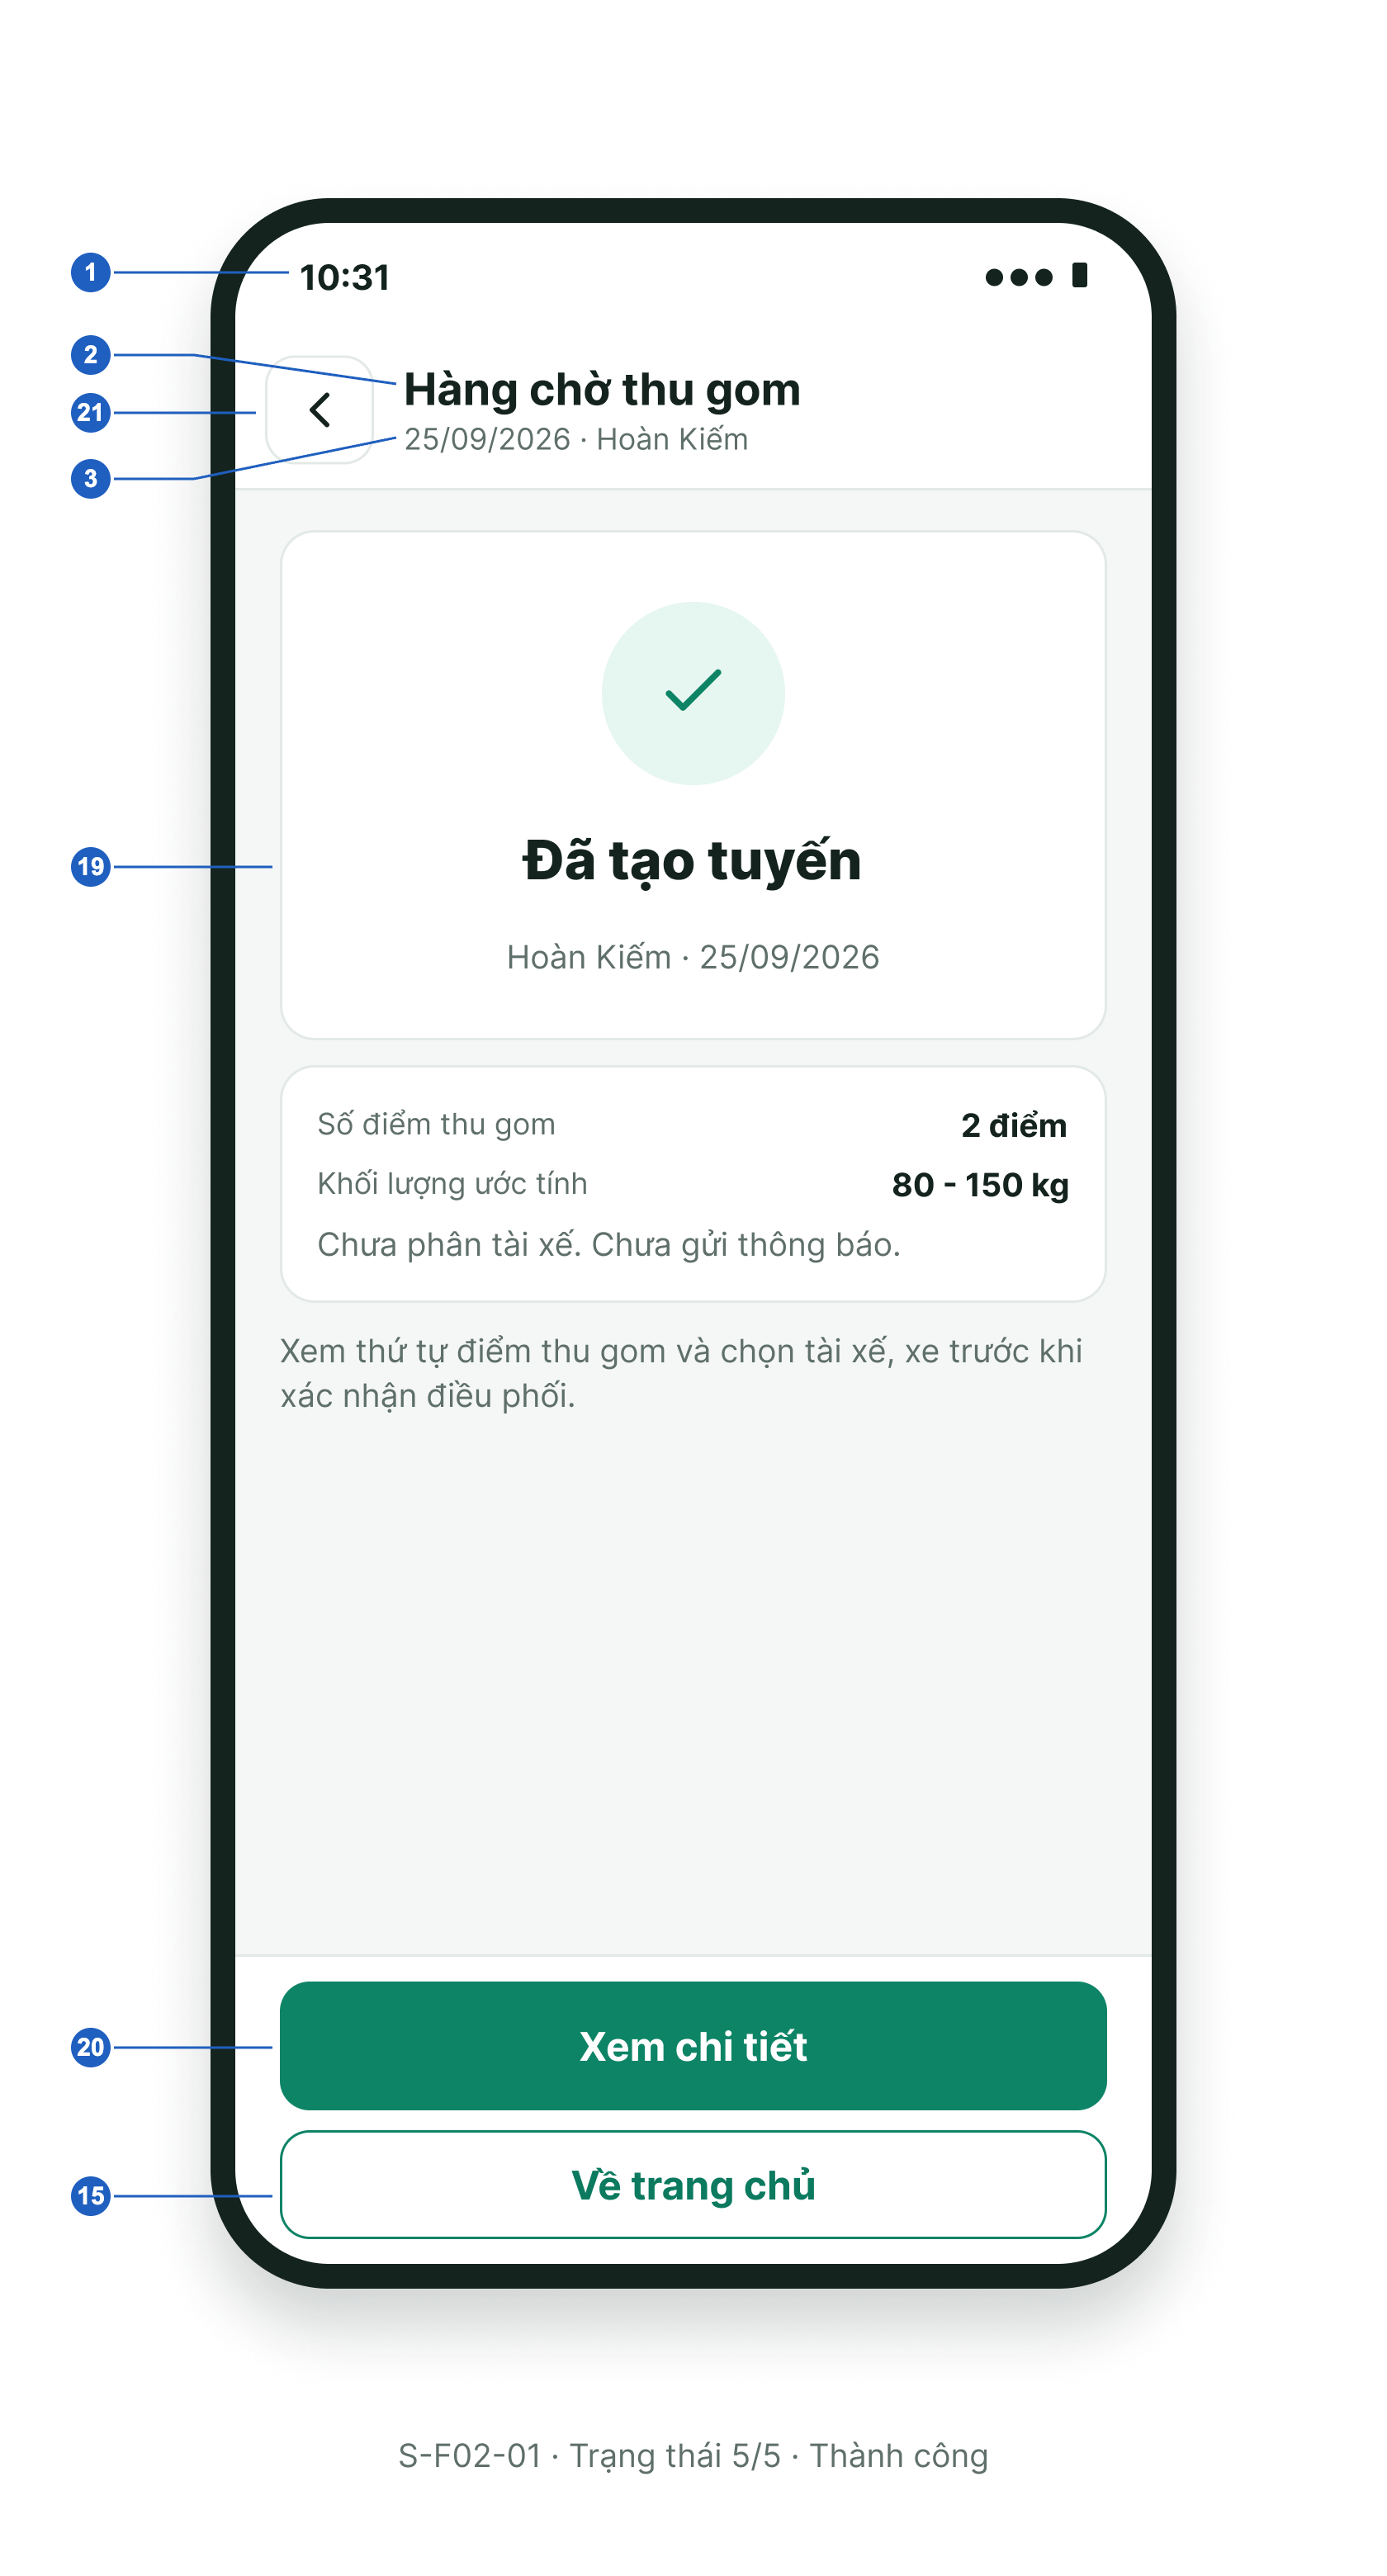 1
10:31
2
Hàng chờ thu gom
21
25/09/2026 · Hoàn Kiếm
3
19
Đã tạo tuyến
Hoàn Kiếm · 25/09/2026
Số điểm thu gom 2 điểm
Khối lượng ước tính 80 - 150 kg
Chưa phân tài xế. Chưa gửi thông báo.
Xem thứ tự điểm thu gom và chọn tài xế, xe trước khi
xác nhận điều phối.
20
Xem chi tiết
15
Về trang chủ
S-F02-01 · Trạng thái 5/5 · Thành công